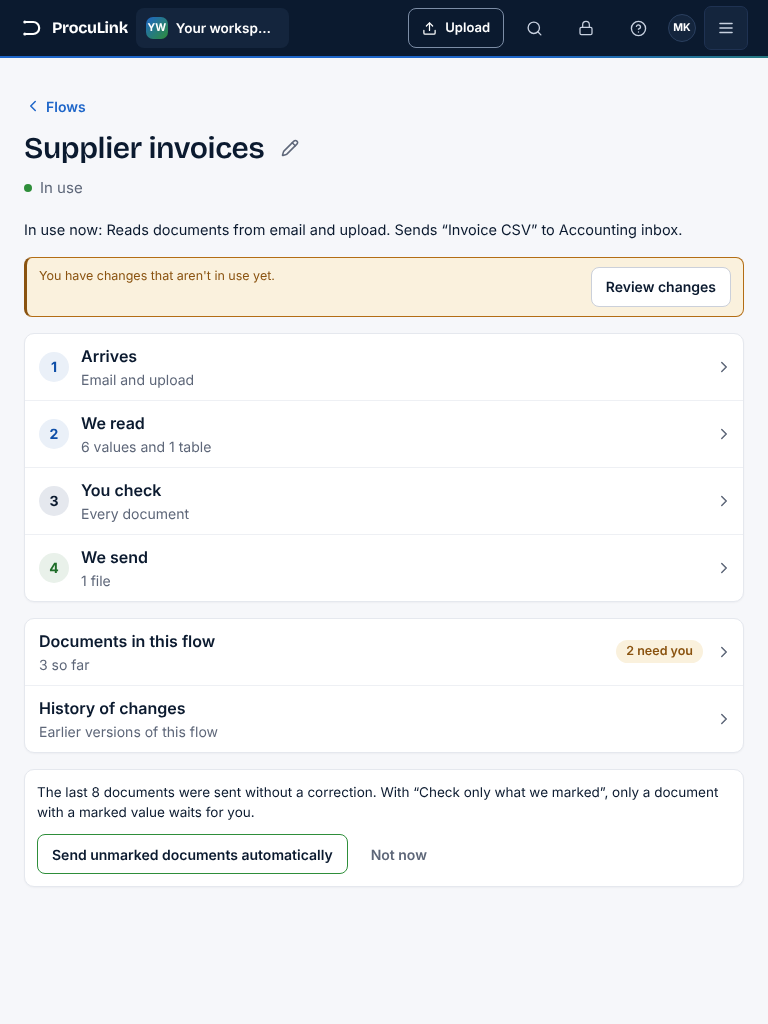 ProcuLink
YW
Your worksp...
Upload
MK
Flows
Supplier invoices
In use
In use now: Reads documents from email and upload. Sends “Invoice CSV” to Accounting inbox.
You have changes that aren't in use yet.
Review changes
1
Arrives
Email and upload
2
We read
6 values and 1 table
3
You check
Every document
4
We send
1 file
Documents in this flow
3 so far
2 need you
History of changes
Earlier versions of this flow
The last 8 documents were sent without a correction. With “Check only what we marked”, only a document
with a marked value waits for you.
Send unmarked documents automatically
Not now